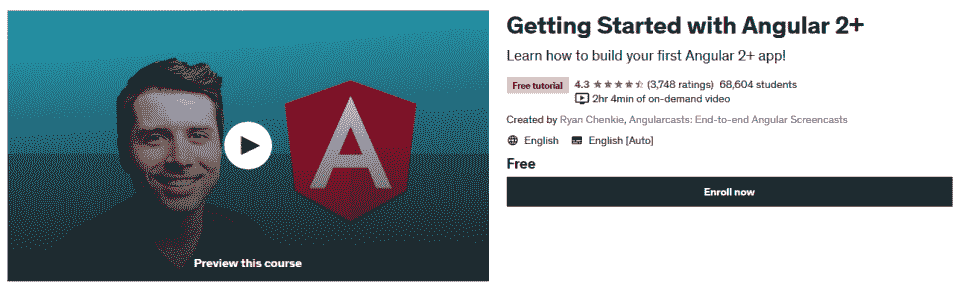 Getting Started with Angular 2+
Learn how to build your first Angular 2+ app!
Free tutorial 4.3 (3,748 ratings) 68,604 students
2hr 4min of on-demand video
Created by Ryan Chenkie, Angularcasts: End-to-end Angular Screencasts
English English [Auto]
Free
Enroll now
A
Preview this course